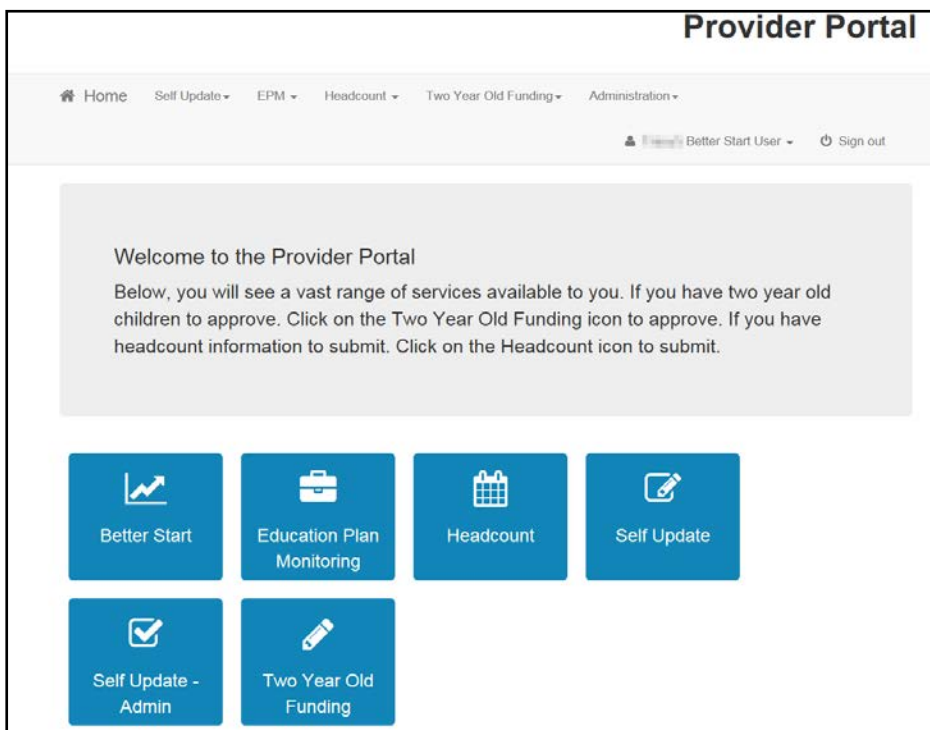 Provider Portal
Home Self Update EPM Headcount Two Year Old Funding Administration
Better Start User Sign out
Welcome to the Provider Portal
Below, you will see a vast range of services available to you. If you have two year old
children to approve. Click on the Two Year Old Funding icon to approve. If you have
headcount information to submit. Click on the Headcount icon to submit.
Better Start
Education Plan
Monitoring
Headcount
Self Update
Self Update -
Admin
Two Year Old
Funding